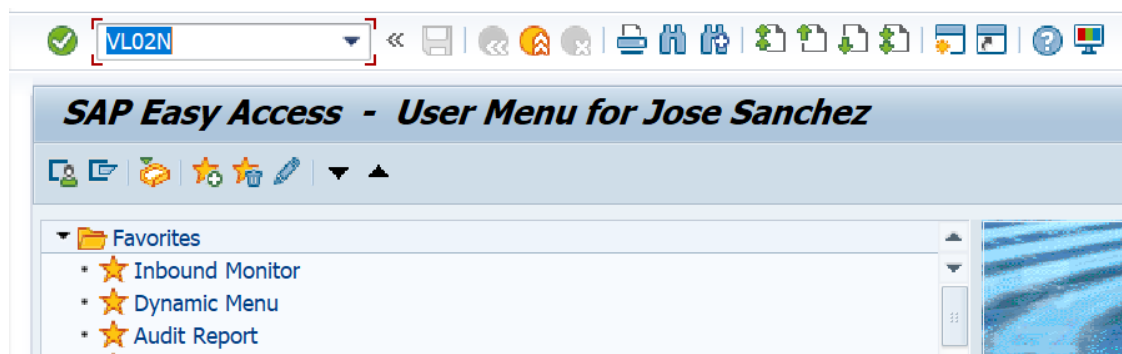 VL02N
SAP Easy Access - User Menu for Jose Sanchez
Favorites
Inbound Monitor
Dynamic Menu
Audit Report